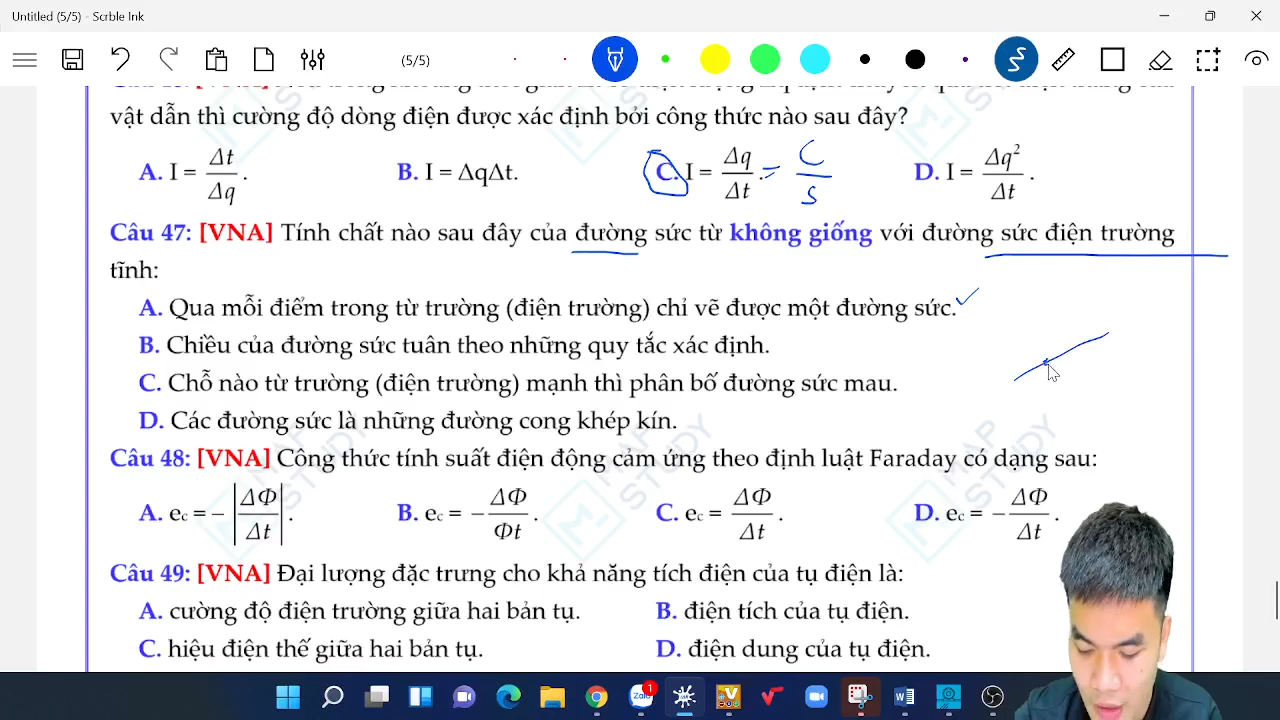 Untitled (5/5) - Scrble Ink
(5/5)
vật dẫn thì cường độ dòng điện được xác định bởi công thức nào sau đây?
A. I = Δt/Δq . B. I = ΔqΔt. C. I = Δq/Δt . = C/s D. I = Δq²/Δt .
Câu 47: [VNA] Tính chất nào sau đây của đường sức từ không giống với đường sức điện trường
tĩnh:
A. Qua mỗi điểm trong từ trường (điện trường) chỉ vẽ được một đường sức.
B. Chiều của đường sức tuân theo những quy tắc xác định.
C. Chỗ nào từ trường (điện trường) mạnh thì phân bố đường sức mau.
D. Các đường sức là những đường cong khép kín.
Câu 48: [VNA] Công thức tính suất điện động cảm ứng theo định luật Faraday có dạng sau:
A. ec = – |ΔΦ/Δt| . B. ec = − ΔΦ/Φt . C. ec = ΔΦ/Δt . D. ec = − ΔΦ/Δt .
Câu 49: [VNA] Đại lượng đặc trưng cho khả năng tích điện của tụ điện là:
A. cường độ điện trường giữa hai bản tụ. B. điện tích của tụ điện.
C. hiệu điện thế giữa hai bản tụ. D. điện dung của tụ điện.
MAP STUDY
Zalo
1